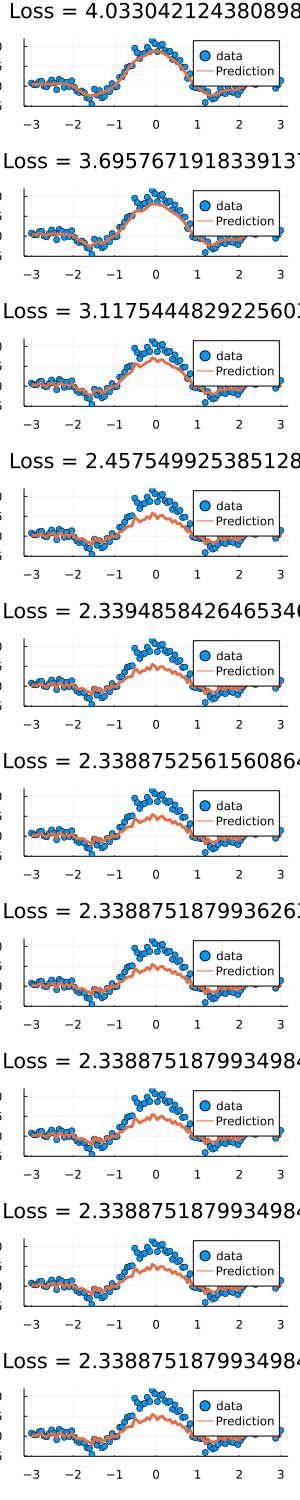 Loss = 4.033042124380898
data
Prediction
-3 -2 -1 0 1 2 3
Loss = 3.695767191833913
data
Prediction
-3 -2 -1 0 1 2 3
Loss = 3.117544482922560
data
Prediction
-3 -2 -1 0 1 2 3
Loss = 2.457549925385128
data
Prediction
-3 -2 -1 0 1 2 3
Loss = 2.339485842646534
data
Prediction
-3 -2 -1 0 1 2 3
Loss = 2.338875256156086
data
Prediction
-3 -2 -1 0 1 2 3
Loss = 2.338875187993626
data
Prediction
-3 -2 -1 0 1 2 3
Loss = 2.338875187993498
data
Prediction
-3 -2 -1 0 1 2 3
Loss = 2.338875187993498
data
Prediction
-3 -2 -1 0 1 2 3
Loss = 2.338875187993498
data
Prediction
-3 -2 -1 0 1 2 3